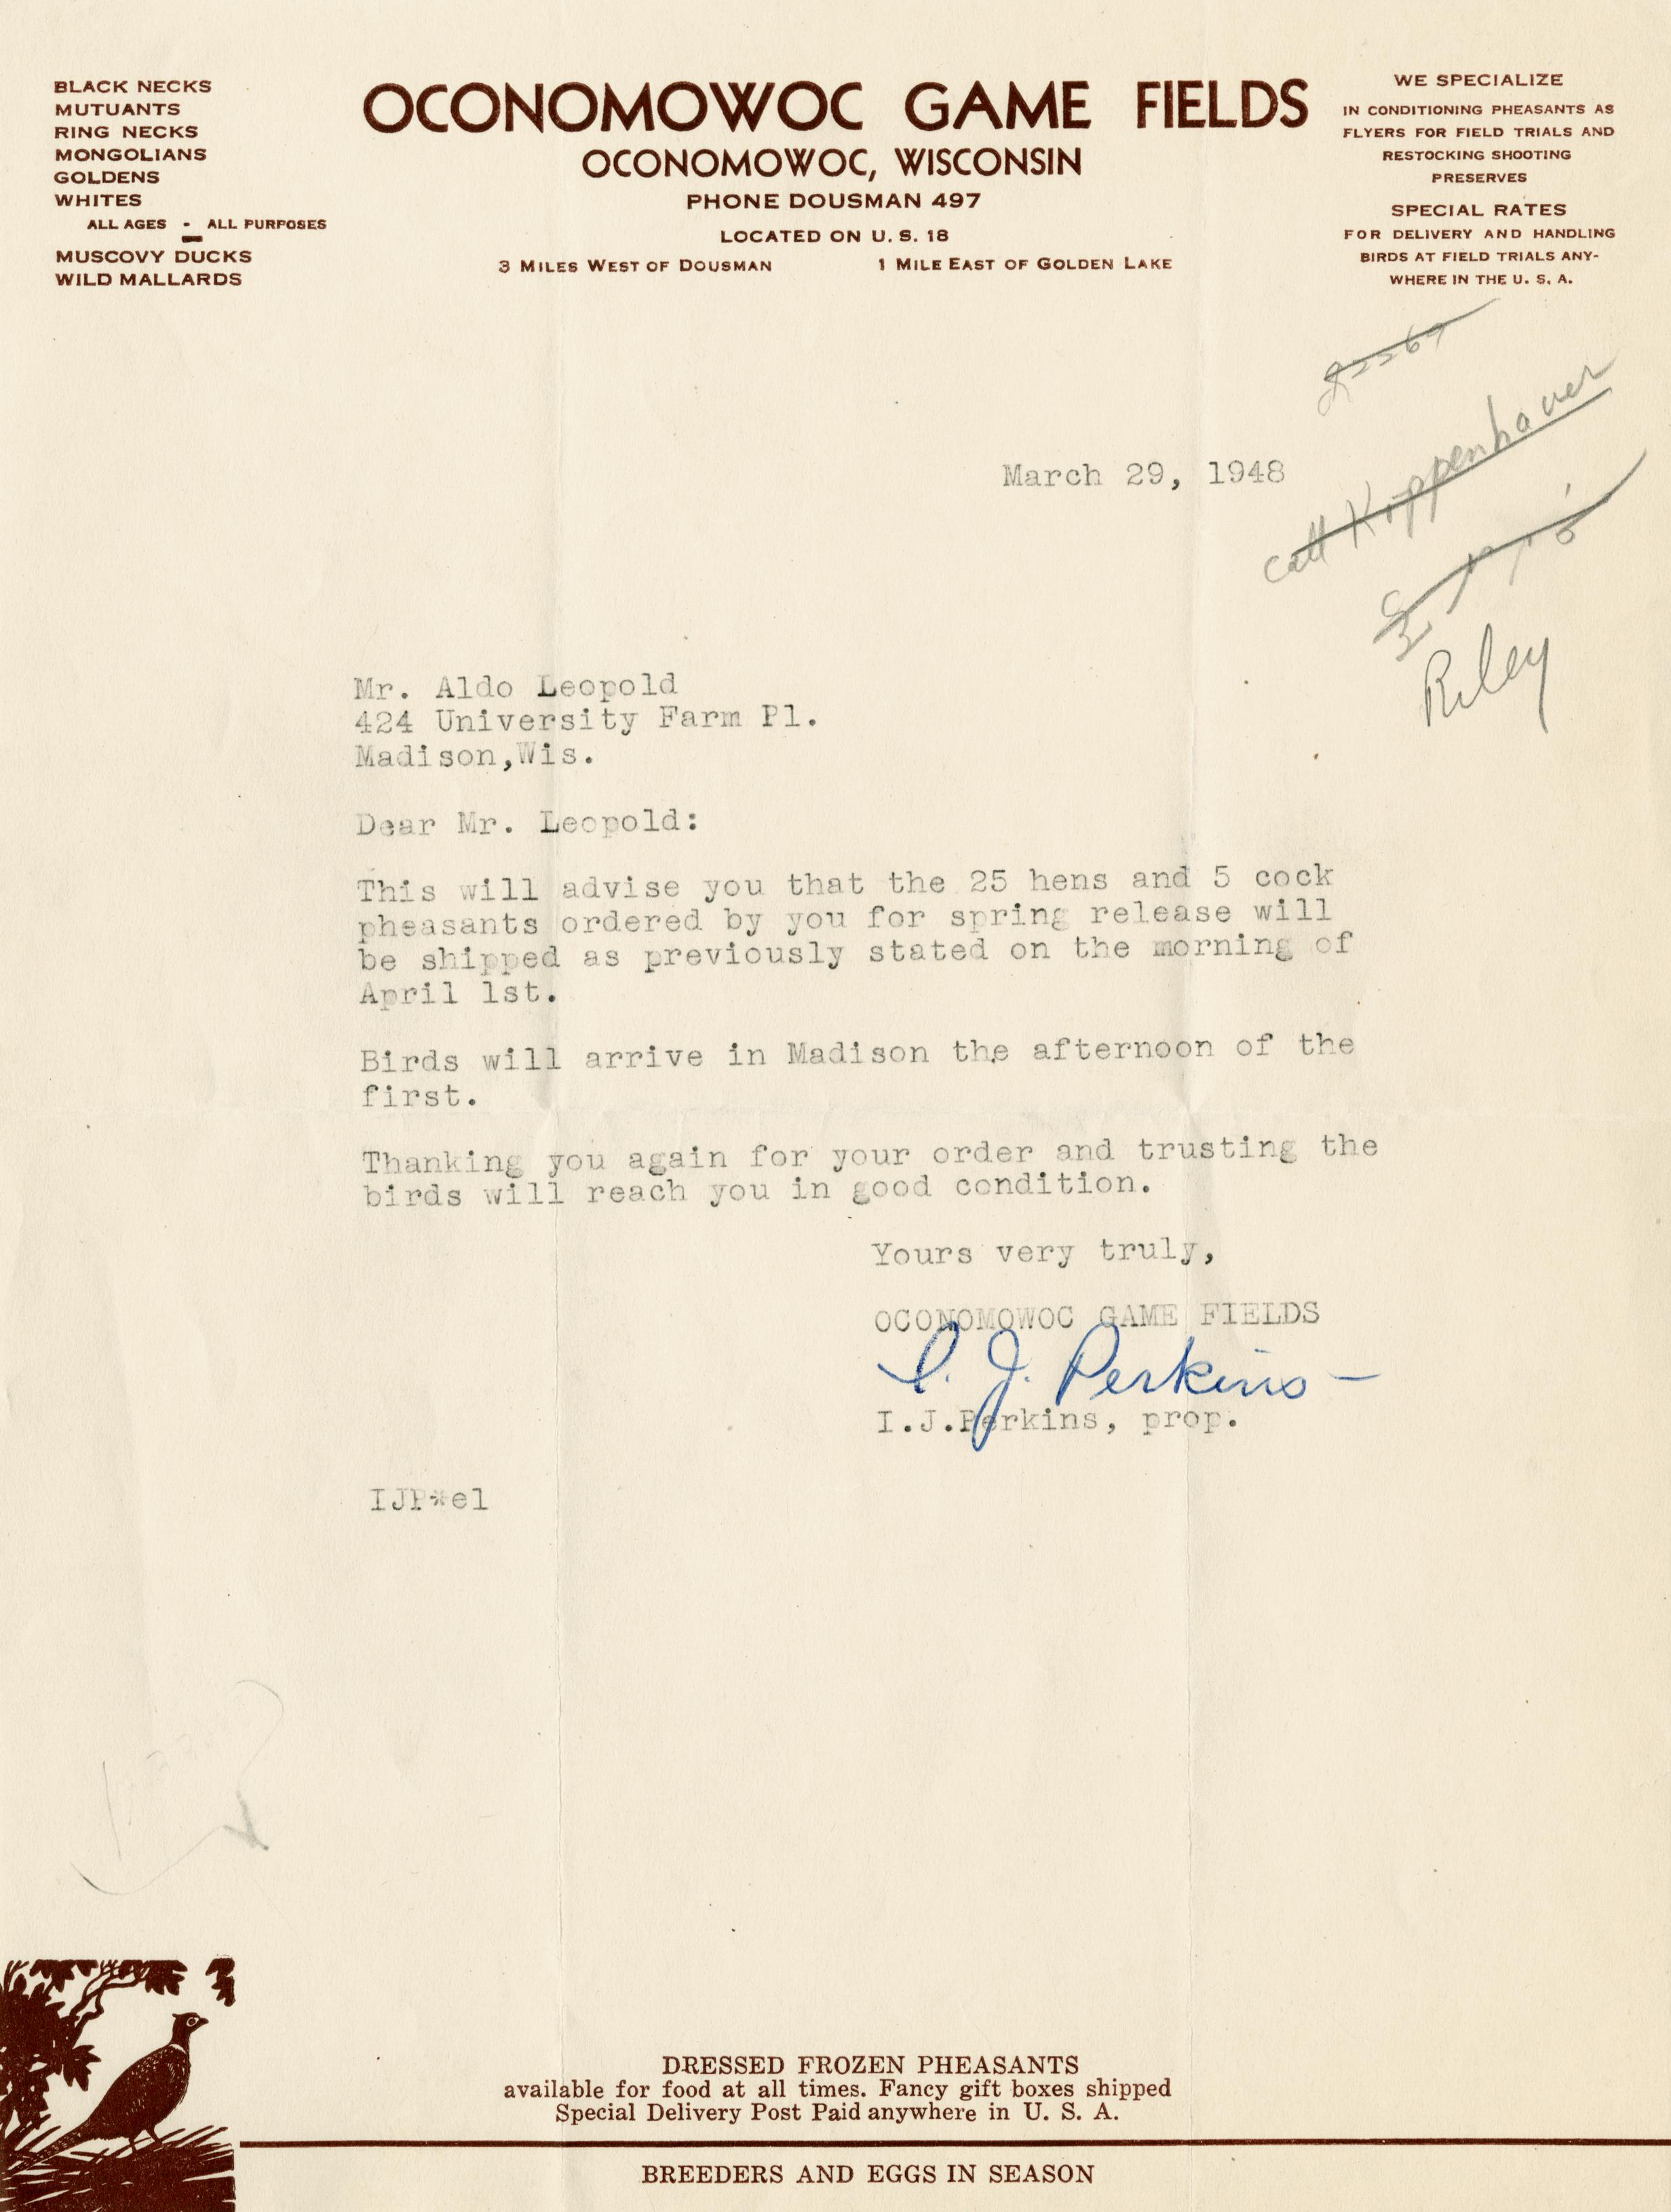 BLACK NECKS
MUTUANTS
RING NECKS
MONGOLIANS
GOLDENS
WHITES
ALL AGES - ALL PURPOSES
MUSCOVY DUCKS
WILD MALLARDS
OCONOMOWOC GAME FIELDS
OCONOMOWOC, WISCONSIN
PHONE DOUSMAN 497
LOCATED ON U. S. 18
3 MILES WEST OF DOUSMAN 1 MILE EAST OF GOLDEN LAKE
WE SPECIALIZE
IN CONDITIONING PHEASANTS AS
FLYERS FOR FIELD TRIALS AND
RESTOCKING SHOOTING
PRESERVES
SPECIAL RATES
FOR DELIVERY AND HANDLING
BIRDS AT FIELD TRIALS ANY-
WHERE IN THE U. S. A.
March 29, 1948
call Koppenhaver
Riley
Mr. Aldo Leopold
424 University Farm Pl.
Madison,Wis.
Dear Mr. Leopold:
This will advise you that the 25 hens and 5 cock
pheasants ordered by you for spring release will
be shipped as previously stated on the morning of
April 1st.
Birds will arrive in Madison the afternoon of the
first.
Thanking you again for your order and trusting the
birds will reach you in good condition.
Yours very truly,
OCONOMOWOC GAME FIELDS
I. J. Perkins
I.J.Perkins, prop.
IJP*el
DRESSED FROZEN PHEASANTS
available for food at all times. Fancy gift boxes shipped
Special Delivery Post Paid anywhere in U. S. A.
BREEDERS AND EGGS IN SEASON